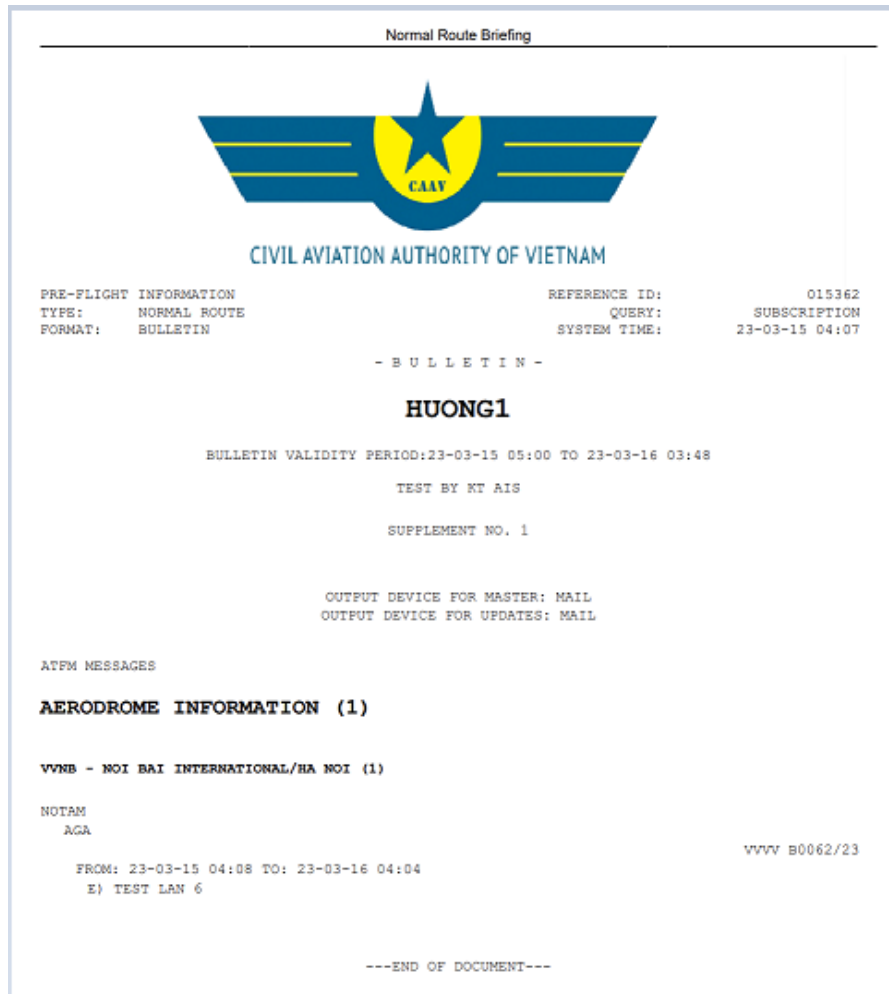 Normal Route Briefing
CAAV
CIVIL AVIATION AUTHORITY OF VIETNAM
PRE-FLIGHT INFORMATION REFERENCE ID: 015362
TYPE: NORMAL ROUTE QUERY: SUBSCRIPTION
FORMAT: BULLETIN SYSTEM TIME: 23-03-15 04:07
- B U L L E T I N -
HUONG1
BULLETIN VALIDITY PERIOD:23-03-15 05:00 TO 23-03-16 03:48
TEST BY KT AIS
SUPPLEMENT NO. 1
OUTPUT DEVICE FOR MASTER: MAIL
OUTPUT DEVICE FOR UPDATES: MAIL
ATFM MESSAGES
AERODROME INFORMATION (1)
VVNB - NOI BAI INTERNATIONAL/HA NOI (1)
NOTAM
AGA
VVVV B0062/23
FROM: 23-03-15 04:08 TO: 23-03-16 04:04
E) TEST LAN 6
---END OF DOCUMENT---